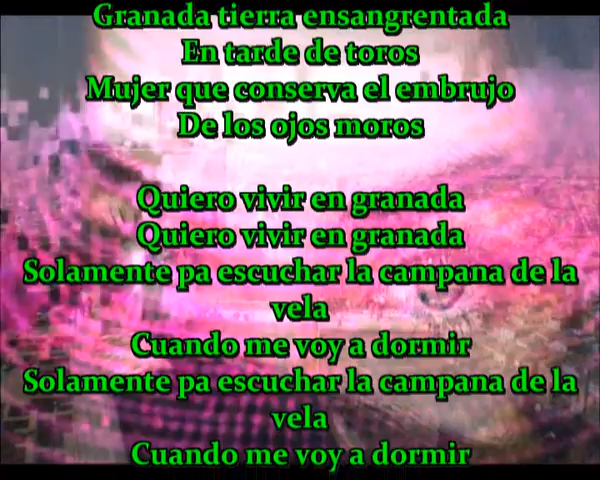 Granada tierra ensangrentada
En tarde de toros
Mujer que conserva el embrujo
De los ojos moros
Quiero vivir en granada
Quiero vivir en granada
Solamente pa escuchar la campana de la
vela
Cuando me voy a dormir
Solamente pa escuchar la campana de la
vela
Cuando me voy a dormir